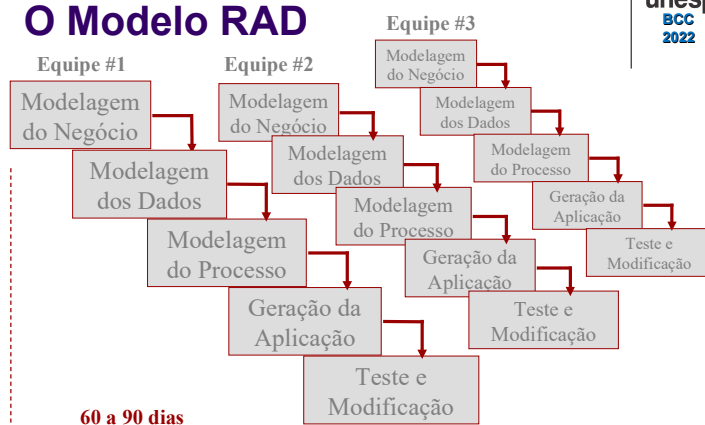 O Modelo RAD
unesp
BCC
2022
Equipe #1
Equipe #2
Equipe #3
Modelagem
do Negócio
Modelagem
dos Dados
Modelagem
do Processo
Geração da
Aplicação
Teste e
Modificação
Modelagem
do Negócio
Modelagem
dos Dados
Modelagem
do Processo
Geração da
Aplicação
Teste e
Modificação
Modelagem
do Negócio
Modelagem
dos Dados
Modelagem
do Processo
Geração da
Aplicação
Teste e
Modificação
60 a 90 dias